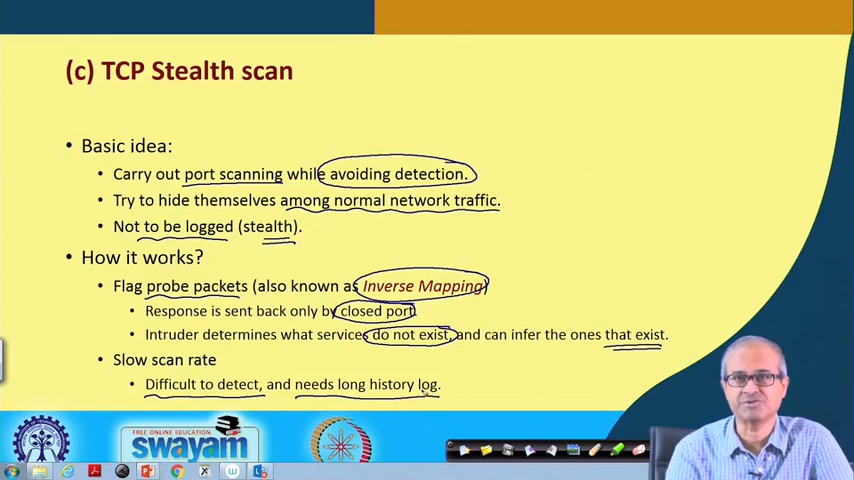 (c) TCP Stealth scan
• Basic idea:
• Carry out port scanning while avoiding detection.
• Try to hide themselves among normal network traffic.
• Not to be logged (stealth).
• How it works?
• Flag probe packets (also known as Inverse Mapping)
• Response is sent back only by closed port.
• Intruder determines what services do not exist, and can infer the ones that exist.
• Slow scan rate
• Difficult to detect, and needs long history log.
FREE ONLINE EDUCATION
swayam